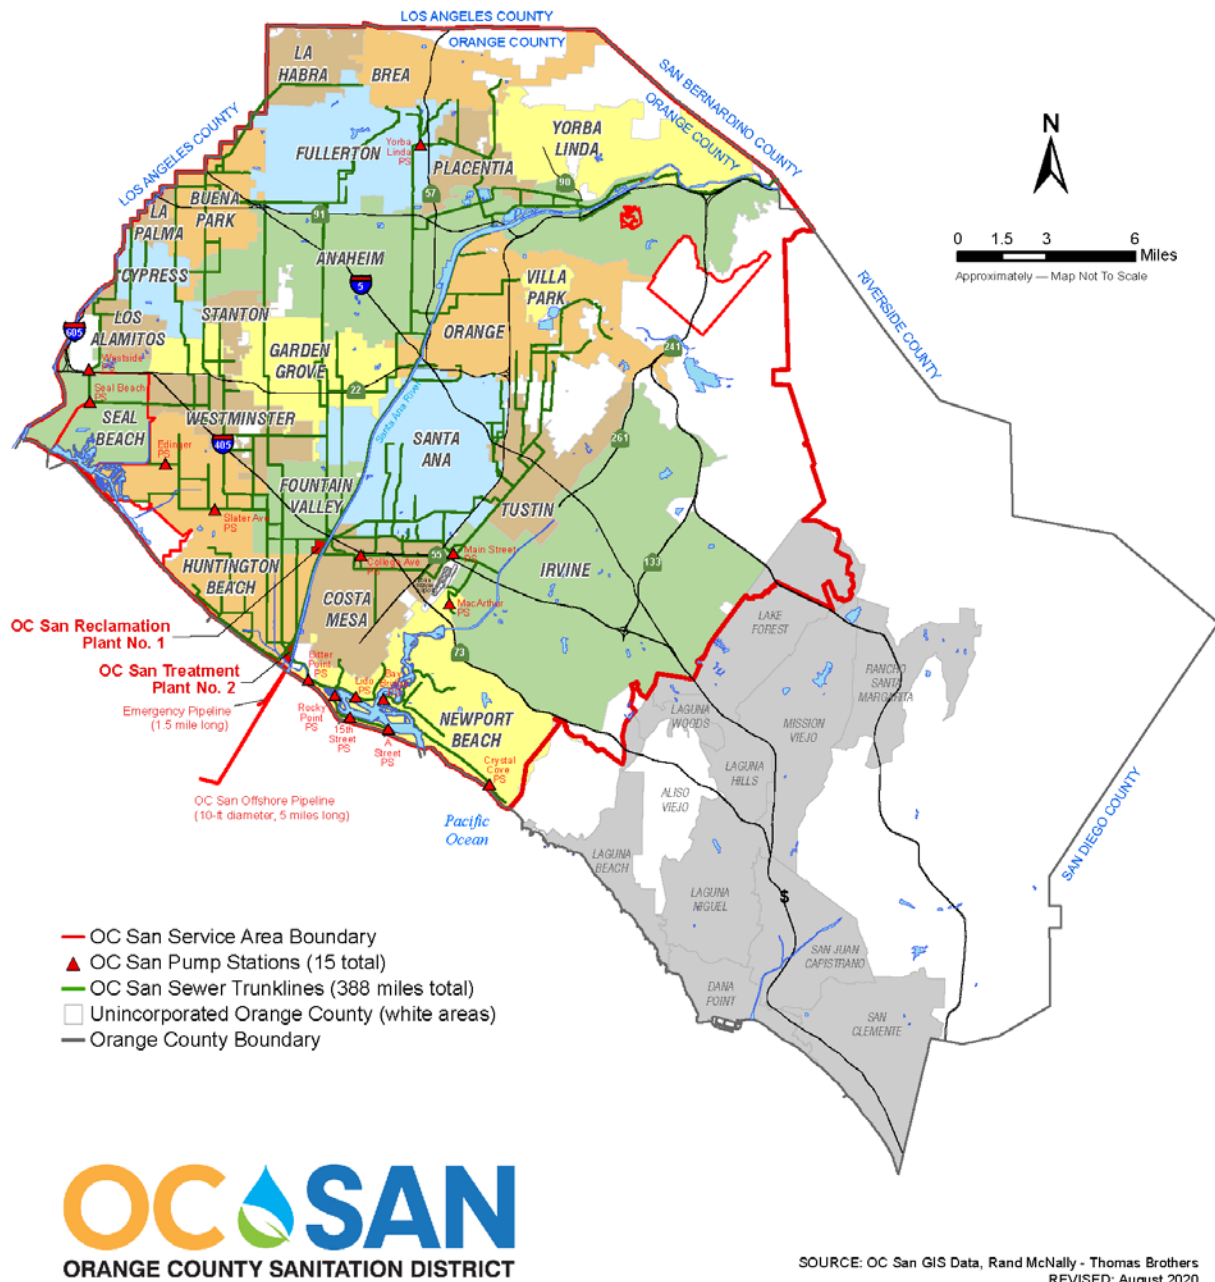 LOS ANGELES COUNTY
ORANGE COUNTY
SAN BERNARDINO COUNTY
ORANGE COUNTY
LOS ANGELES COUNTY
RIVERSIDE COUNTY
SAN DIEGO COUNTY
LA
HABRA
BREA
FULLERTON
Yorba
Linda
PS
PLACENTIA
YORBA
LINDA
90
57
91
BUENA
PARK
LA
PALMA
CYPRESS
ANAHEIM
5
VILLA
PARK
ORANGE
STANTON
LOS
ALAMITOS
605
GARDEN
GROVE
22
241
Westside
PS
Seal Beach
PS
SEAL
BEACH
WESTMINSTER
405
Edinger
PS
Santa Ana River
SANTA
ANA
261
FOUNTAIN
VALLEY
TUSTIN
Slater Ave
PS
HUNTINGTON
BEACH
College Ave
PS
55
Main Street
PS
IRVINE
133
COSTA
MESA
MacArthur
PS
73
N
0 1.5 3 6
Miles
Approximately — Map Not To Scale
OC San Reclamation
Plant No. 1
OC San Treatment
Plant No. 2
Emergency Pipeline
(1.5 mile long)
Bitter
Point
PS
Lido
PS
Rocky
Point
PS
15th
Street
PS
A
Street
PS
NEWPORT
BEACH
Crystal
Cove
PS
OC San Offshore Pipeline
(10-ft diameter, 5 miles long)
Pacific
Ocean
LAKE
FOREST
RANCHO
SANTA
MARGARITA
LAGUNA
WOODS
MISSION
VIEJO
LAGUNA
HILLS
ALISO
VIEJO
LAGUNA
BEACH
LAGUNA
NIGUEL
SAN JUAN
CAPISTRANO
DANA
POINT
SAN
CLEMENTE
OC San Service Area Boundary
OC San Pump Stations (15 total)
OC San Sewer Trunklines (388 miles total)
Unincorporated Orange County (white areas)
Orange County Boundary
OC SAN
ORANGE COUNTY SANITATION DISTRICT
SOURCE: OC San GIS Data, Rand McNally - Thomas Brothers
REVISED: August 2020